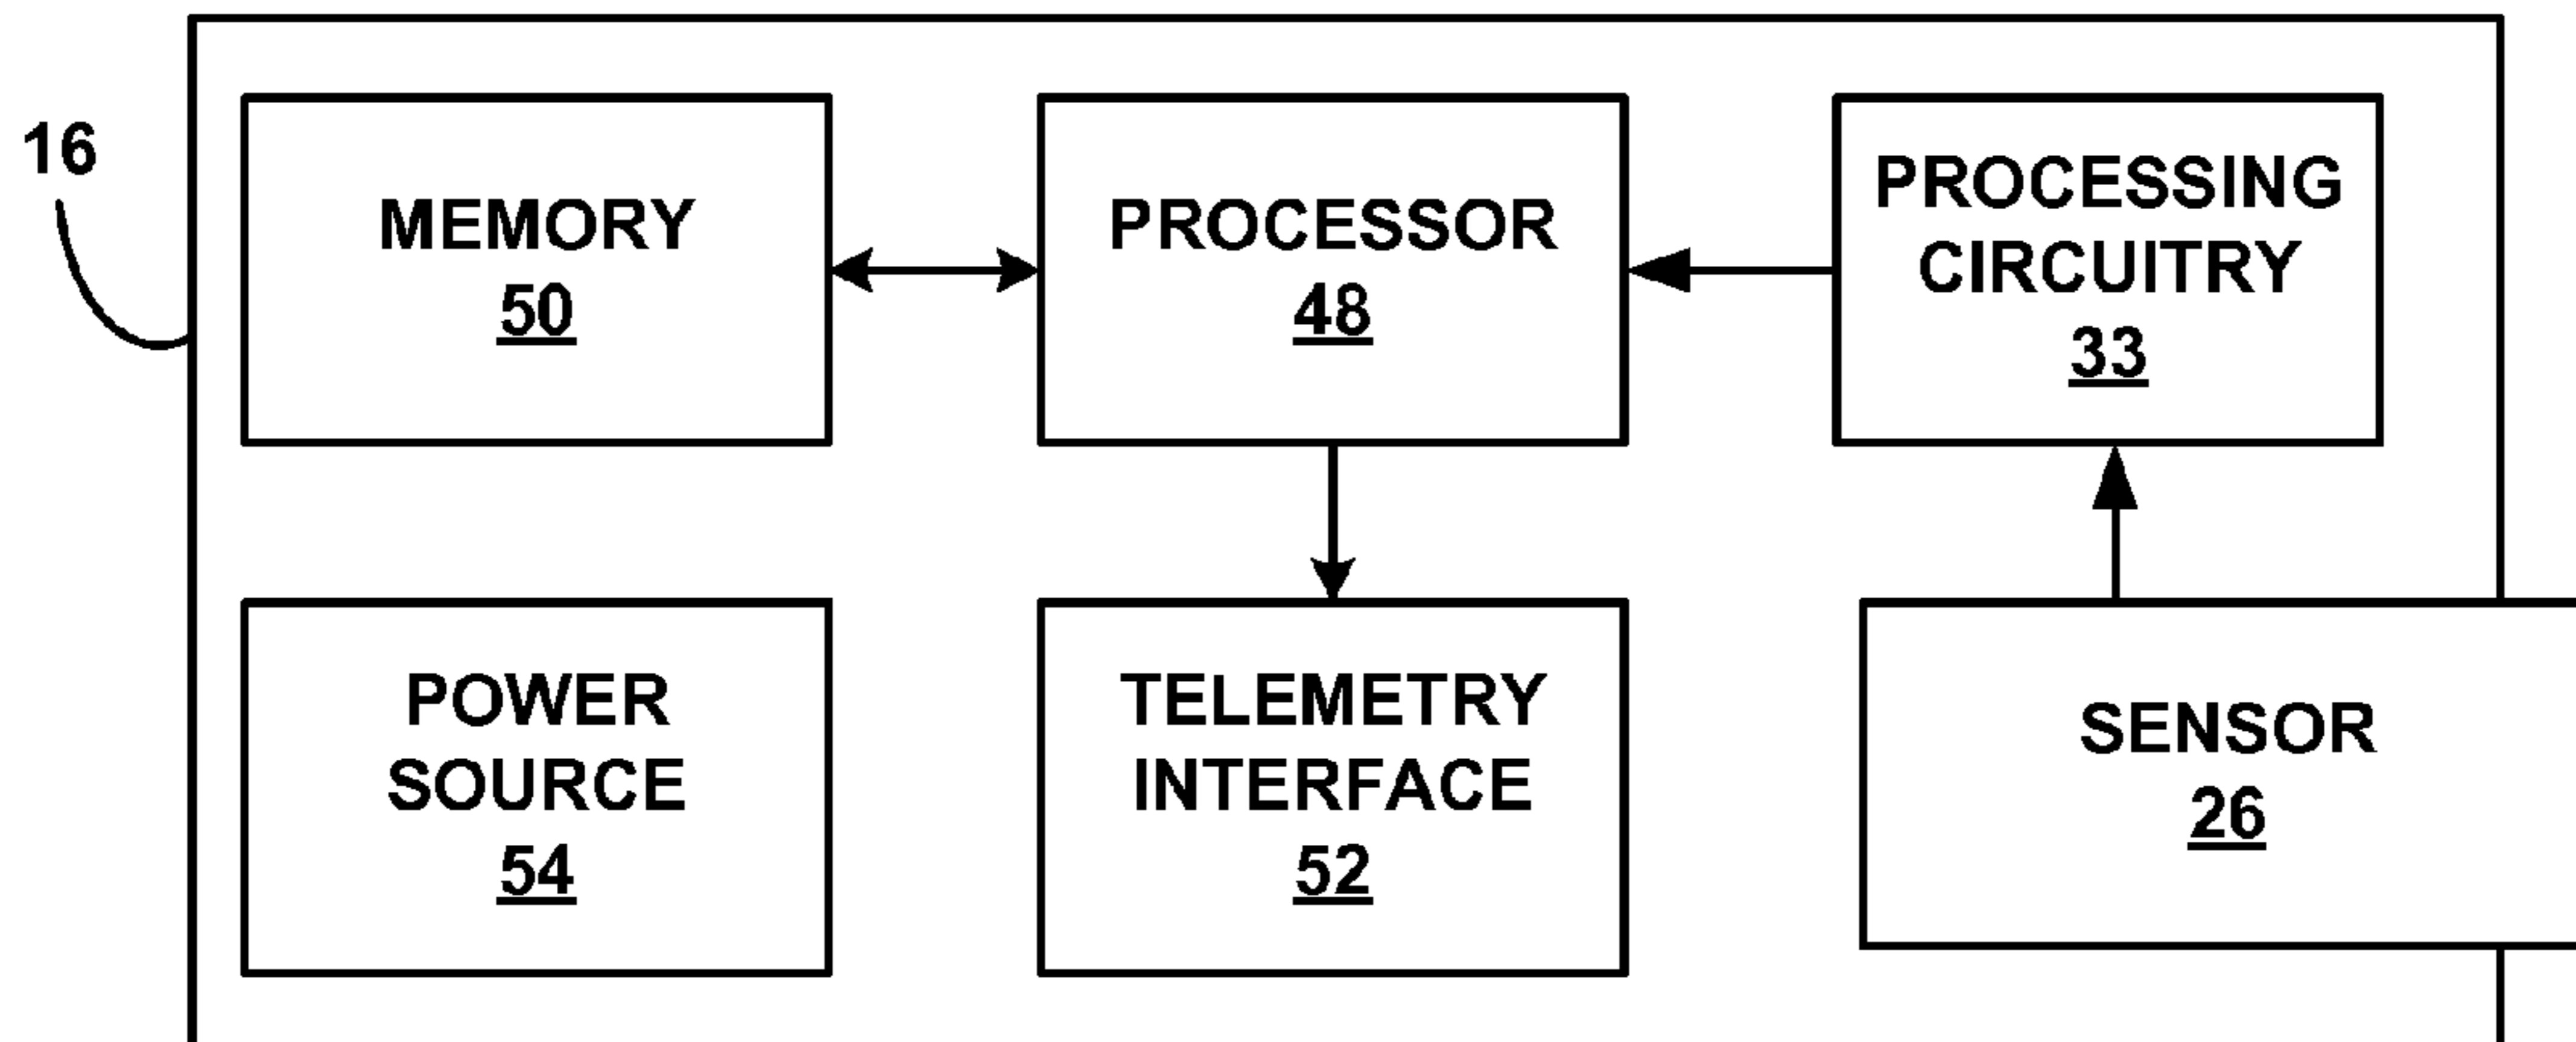 16
MEMORY
50
PROCESSOR
48
PROCESSING
CIRCUITRY
33
POWER
SOURCE
54
TELEMETRY
INTERFACE
52
SENSOR
26